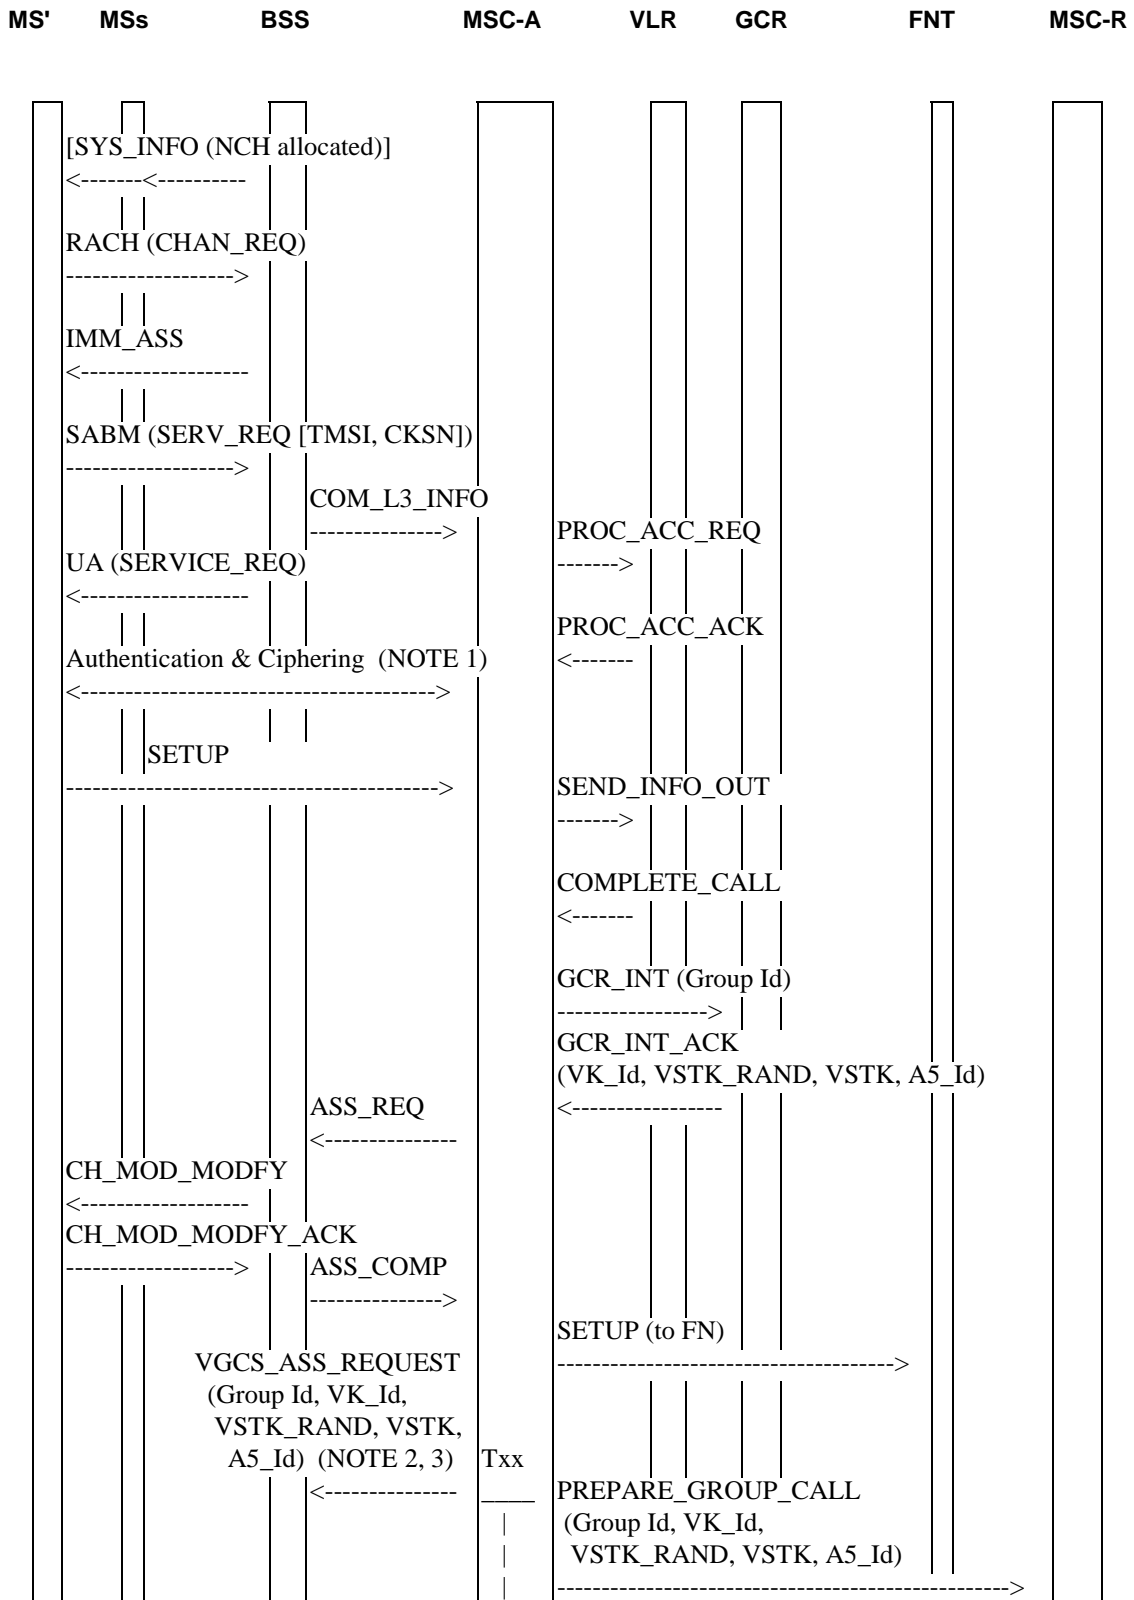 MS' MSs BSS MSC-A VLR GCR FNT MSC-R
[SYS_INFO (NCH allocated)]
<-------<----------
RACH (CHAN_REQ)
------------------->
IMM_ASS
<-------------------
SABM (SERV_REQ [TMSI, CKSN])
------------------->
COM_L3_INFO
---------------> PROC_ACC_REQ
UA (SERVICE_REQ) ------->
<-------------------
PROC_ACC_ACK
Authentication & Ciphering (NOTE 1) <-------
<---------------------------------------->
SETUP
------------------------------------------> SEND_INFO_OUT
------->
COMPLETE_CALL
<-------
GCR_INT (Group Id)
----------------->
GCR_INT_ACK
(VK_Id, VSTK_RAND, VSTK, A5_Id)
ASS_REQ <-----------------
<---------------
CH_MOD_MODFY
<-------------------
CH_MOD_MODFY_ACK
-------------------> ASS_COMP
--------------->
SETUP (to FN)
VGCS_ASS_REQUEST -------------------------------------->
(Group Id, VK_Id,
VSTK_RAND, VSTK,
A5_Id) (NOTE 2, 3) Txx
<--------------- ____ PREPARE_GROUP_CALL
| (Group Id, VK_Id,
| VSTK_RAND, VSTK, A5_Id)
| --------------------------------------------------->